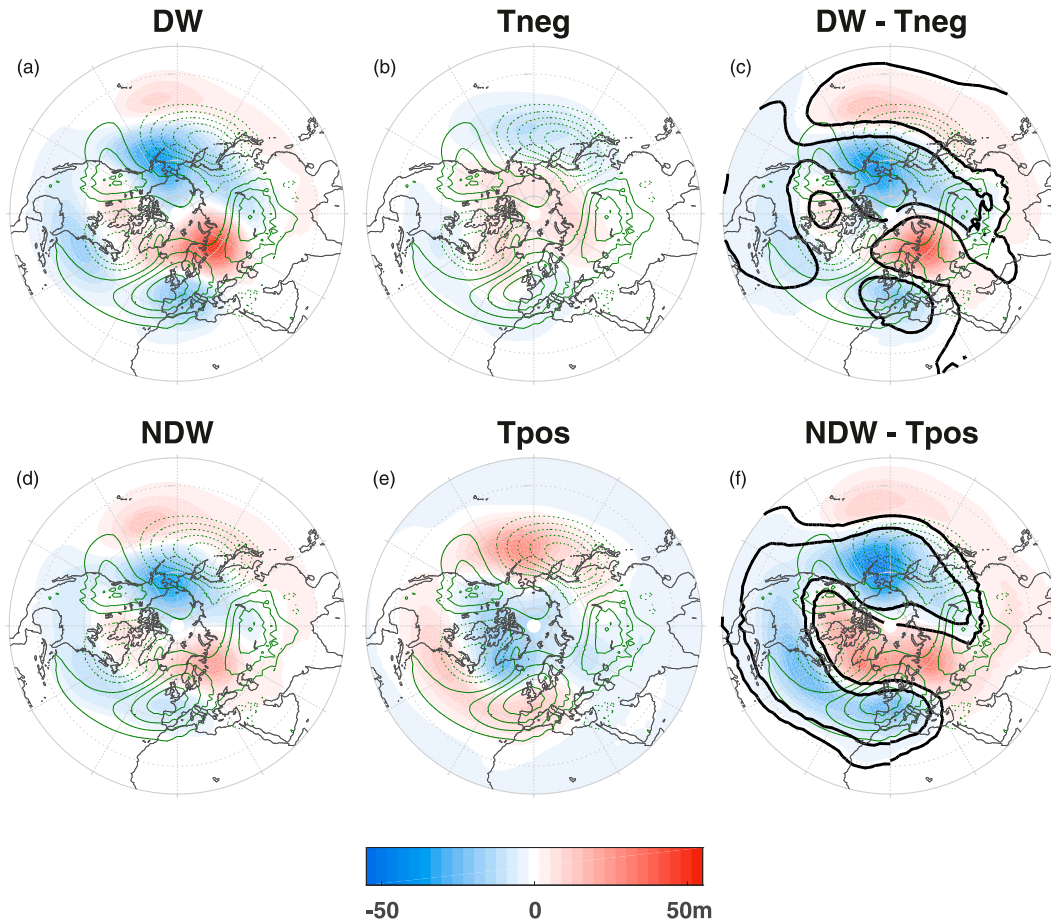 DW Tneg DW - Tneg
(a) (b) (c)
NDW Tpos NDW - Tpos
(d) (e) (f)
-50 0 50m